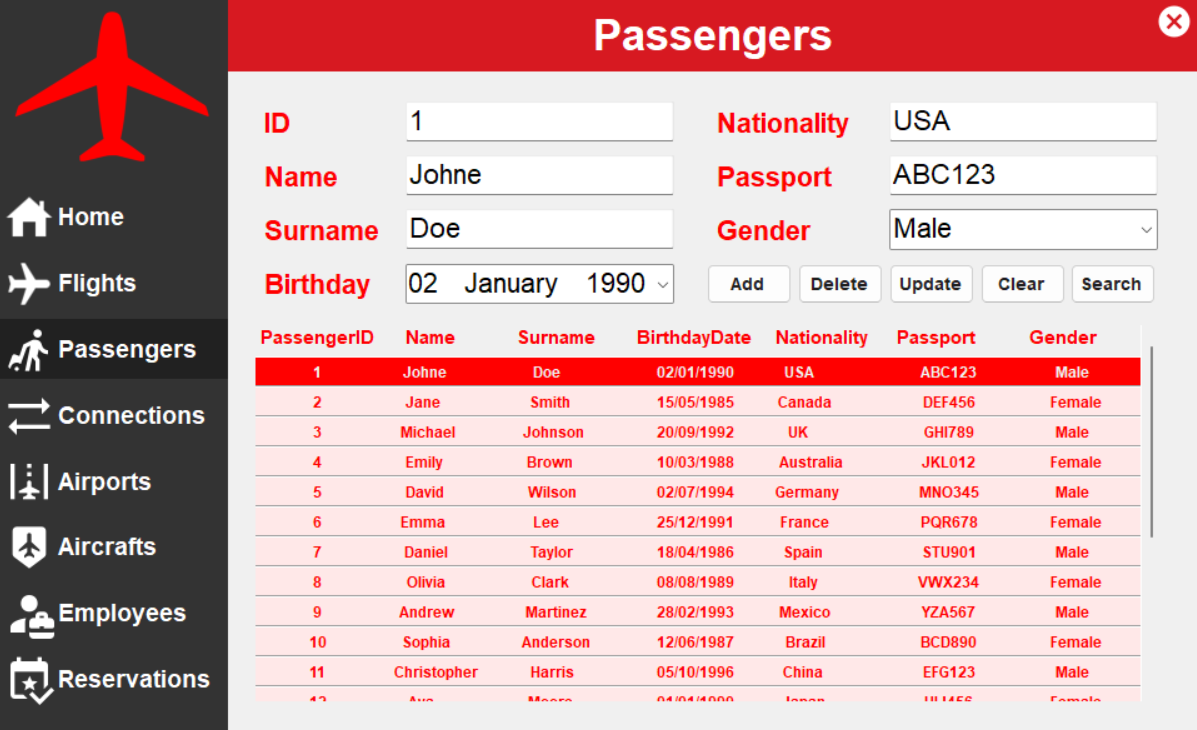 Passengers
Home
Flights
Passengers
Connections
Airports
Aircrafts
Employees
Reservations
ID 1 Nationality USA
Name Johne Passport ABC123
Surname Doe Gender Male
Birthday 02 January 1990 Add Delete Update Clear Search
PassengerID Name Surname BirthdayDate Nationality Passport Gender
1 Johne Doe 02/01/1990 USA ABC123 Male
2 Jane Smith 15/05/1985 Canada DEF456 Female
3 Michael Johnson 20/09/1992 UK GHI789 Male
4 Emily Brown 10/03/1988 Australia JKL012 Female
5 David Wilson 02/07/1994 Germany MNO345 Male
6 Emma Lee 25/12/1991 France PQR678 Female
7 Daniel Taylor 18/04/1986 Spain STU901 Male
8 Olivia Clark 08/08/1989 Italy VWX234 Female
9 Andrew Martinez 28/02/1993 Mexico YZA567 Male
10 Sophia Anderson 12/06/1987 Brazil BCD890 Female
11 Christopher Harris 05/10/1996 China EFG123 Male